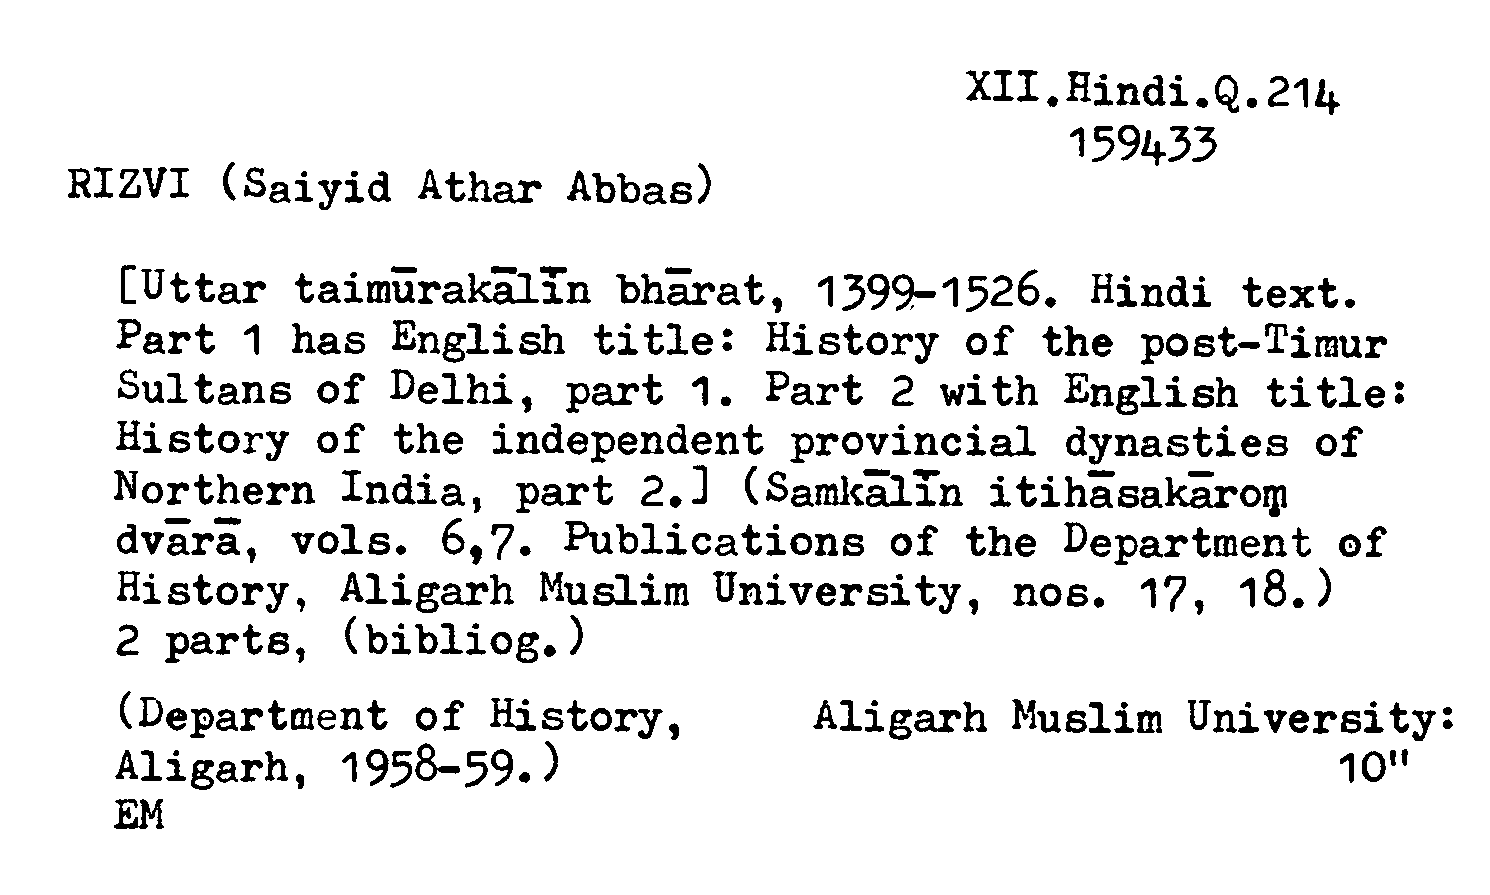 XII.Hindi.Q.214
159433
RIZVI (Saiyid Athar Abbas)
[Uttar taimūrakālīn bhārat, 1399-1526. Hindi text.
Part 1 has English title: History of the post-Timur
Sultans of Delhi, part 1. Part 2 with English title:
History of the independent provincial dynasties of
Northern India, part 2.] (Samkālīn itihāsakāroṃ
dvārā, vols. 6,7. Publications of the Department of
History, Aligarh Muslim University, nos. 17, 18.)
2 parts, (bibliog.)
(Department of History, Aligarh Muslim University:
Aligarh, 1958-59.) 10"
EM